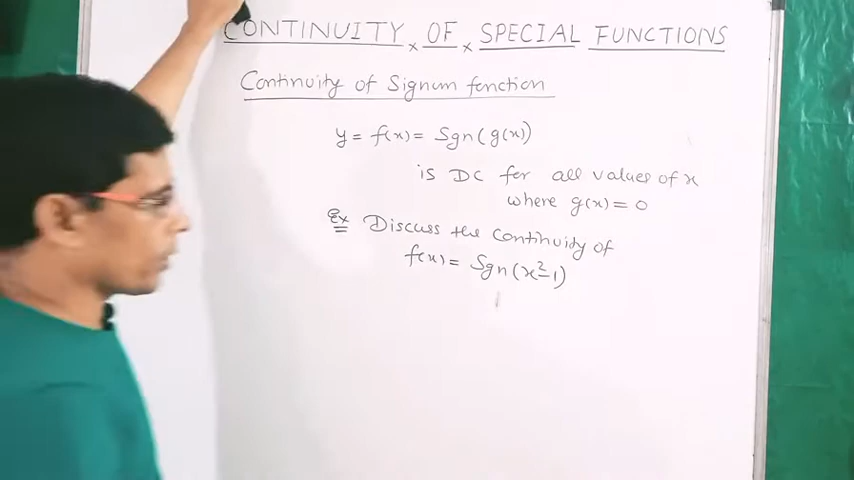 CONTINUITY × OF × SPECIAL FUNCTIONS
Continuity of Signum fenction
y = f(x) = Sgn(g(x))
is DC for all values of x
where g(x) = 0
Ex Discuss the continuity of
f(x) = Sgn(x²-1)